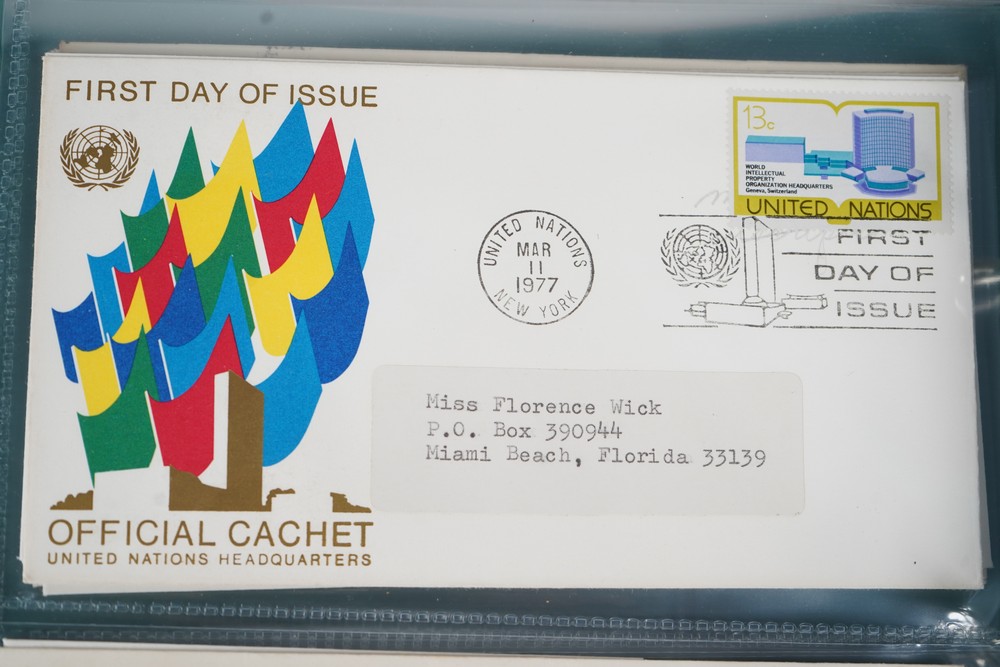 FIRST DAY OF ISSUE
13c
WORLD
INTELLECTUAL
PROPERTY
ORGANIZATION HEADQUARTERS
Geneva, Switzerland
UNITED NATIONS
UNITED NATIONS
MAR
11
1977
NEW YORK
FIRST
DAY OF
ISSUE
Miss Florence Wick
P.O. Box 390944
Miami Beach, Florida 33139
OFFICIAL CACHET
UNITED NATIONS HEADQUARTERS